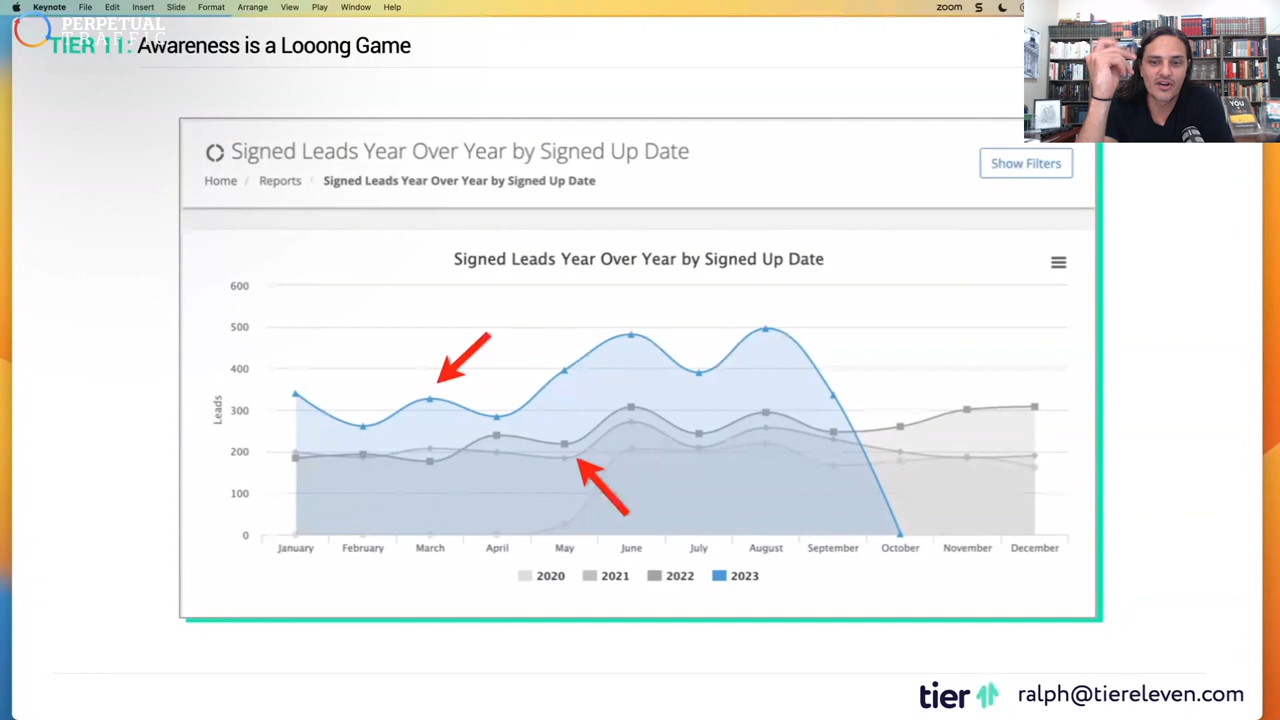 Keynote File Edit Insert Slide Format Arrange View Play Window Help zoom
PERPETUAL
TRAFFIC
TIER 11: Awareness is a Looong Game
YOU
Signed Leads Year Over Year by Signed Up Date
Show Filters
Home / Reports / Signed Leads Year Over Year by Signed Up Date
Signed Leads Year Over Year by Signed Up Date
600
500
400
300
200
100
0
Leads
January February March April May June July August September October November December
2020 2021 2022 2023
tier 11 ralph@tiereleven.com